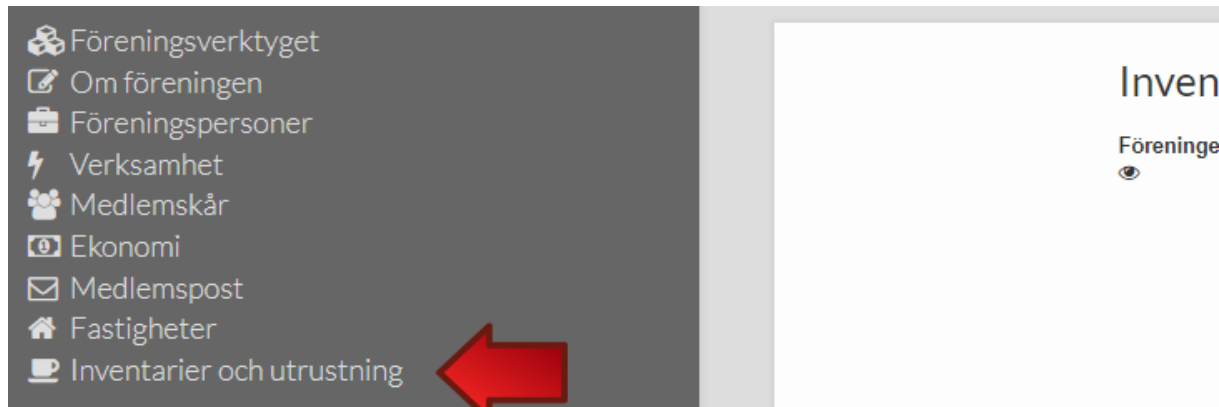 Föreningsverktyget
Om föreningen
Föreningspersoner
Verksamhet
Medlemskår
Ekonomi
Medlemspost
Fastigheter
Inventarier och utrustning
Inven
Föreninge